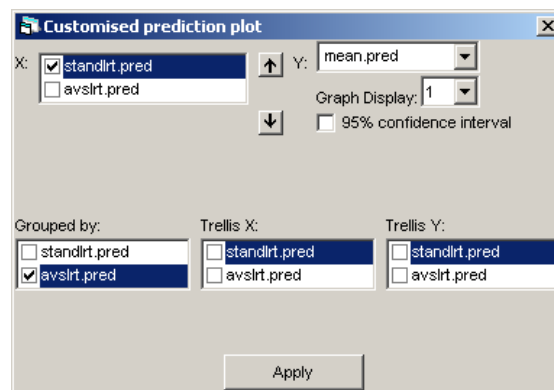 Customised prediction plot
X:
standlrt.pred
avslrt.pred
Y:
mean.pred
Graph Display:
1
95% confidence interval
Grouped by:
standlrt.pred
avslrt.pred
Trellis X:
standlrt.pred
avslrt.pred
Trellis Y:
standlrt.pred
avslrt.pred
Apply